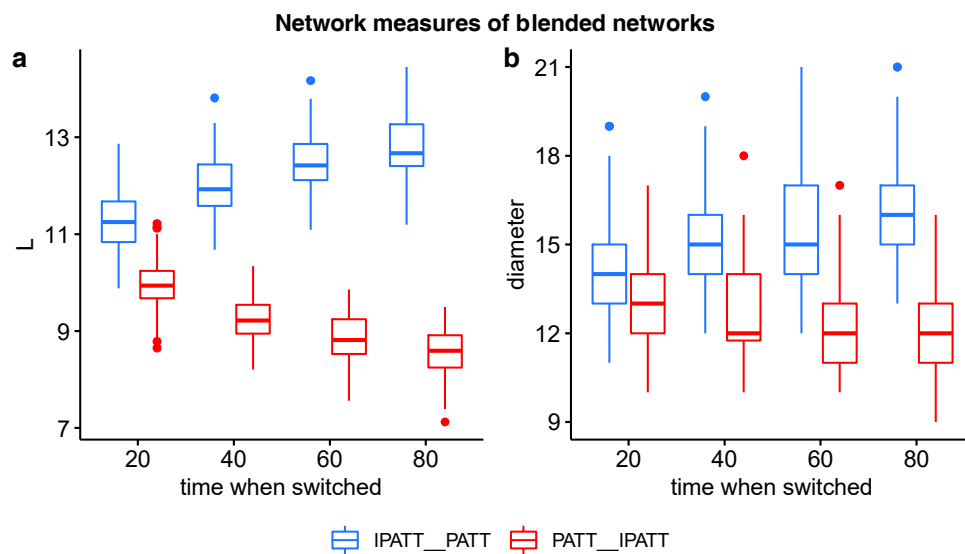 Network measures of blended networks
a
b
L
13
11
9
7
20 40 60 80
time when switched
diameter
21
18
15
12
9
20 40 60 80
time when switched
IPATT__PATT PATT__IPATT